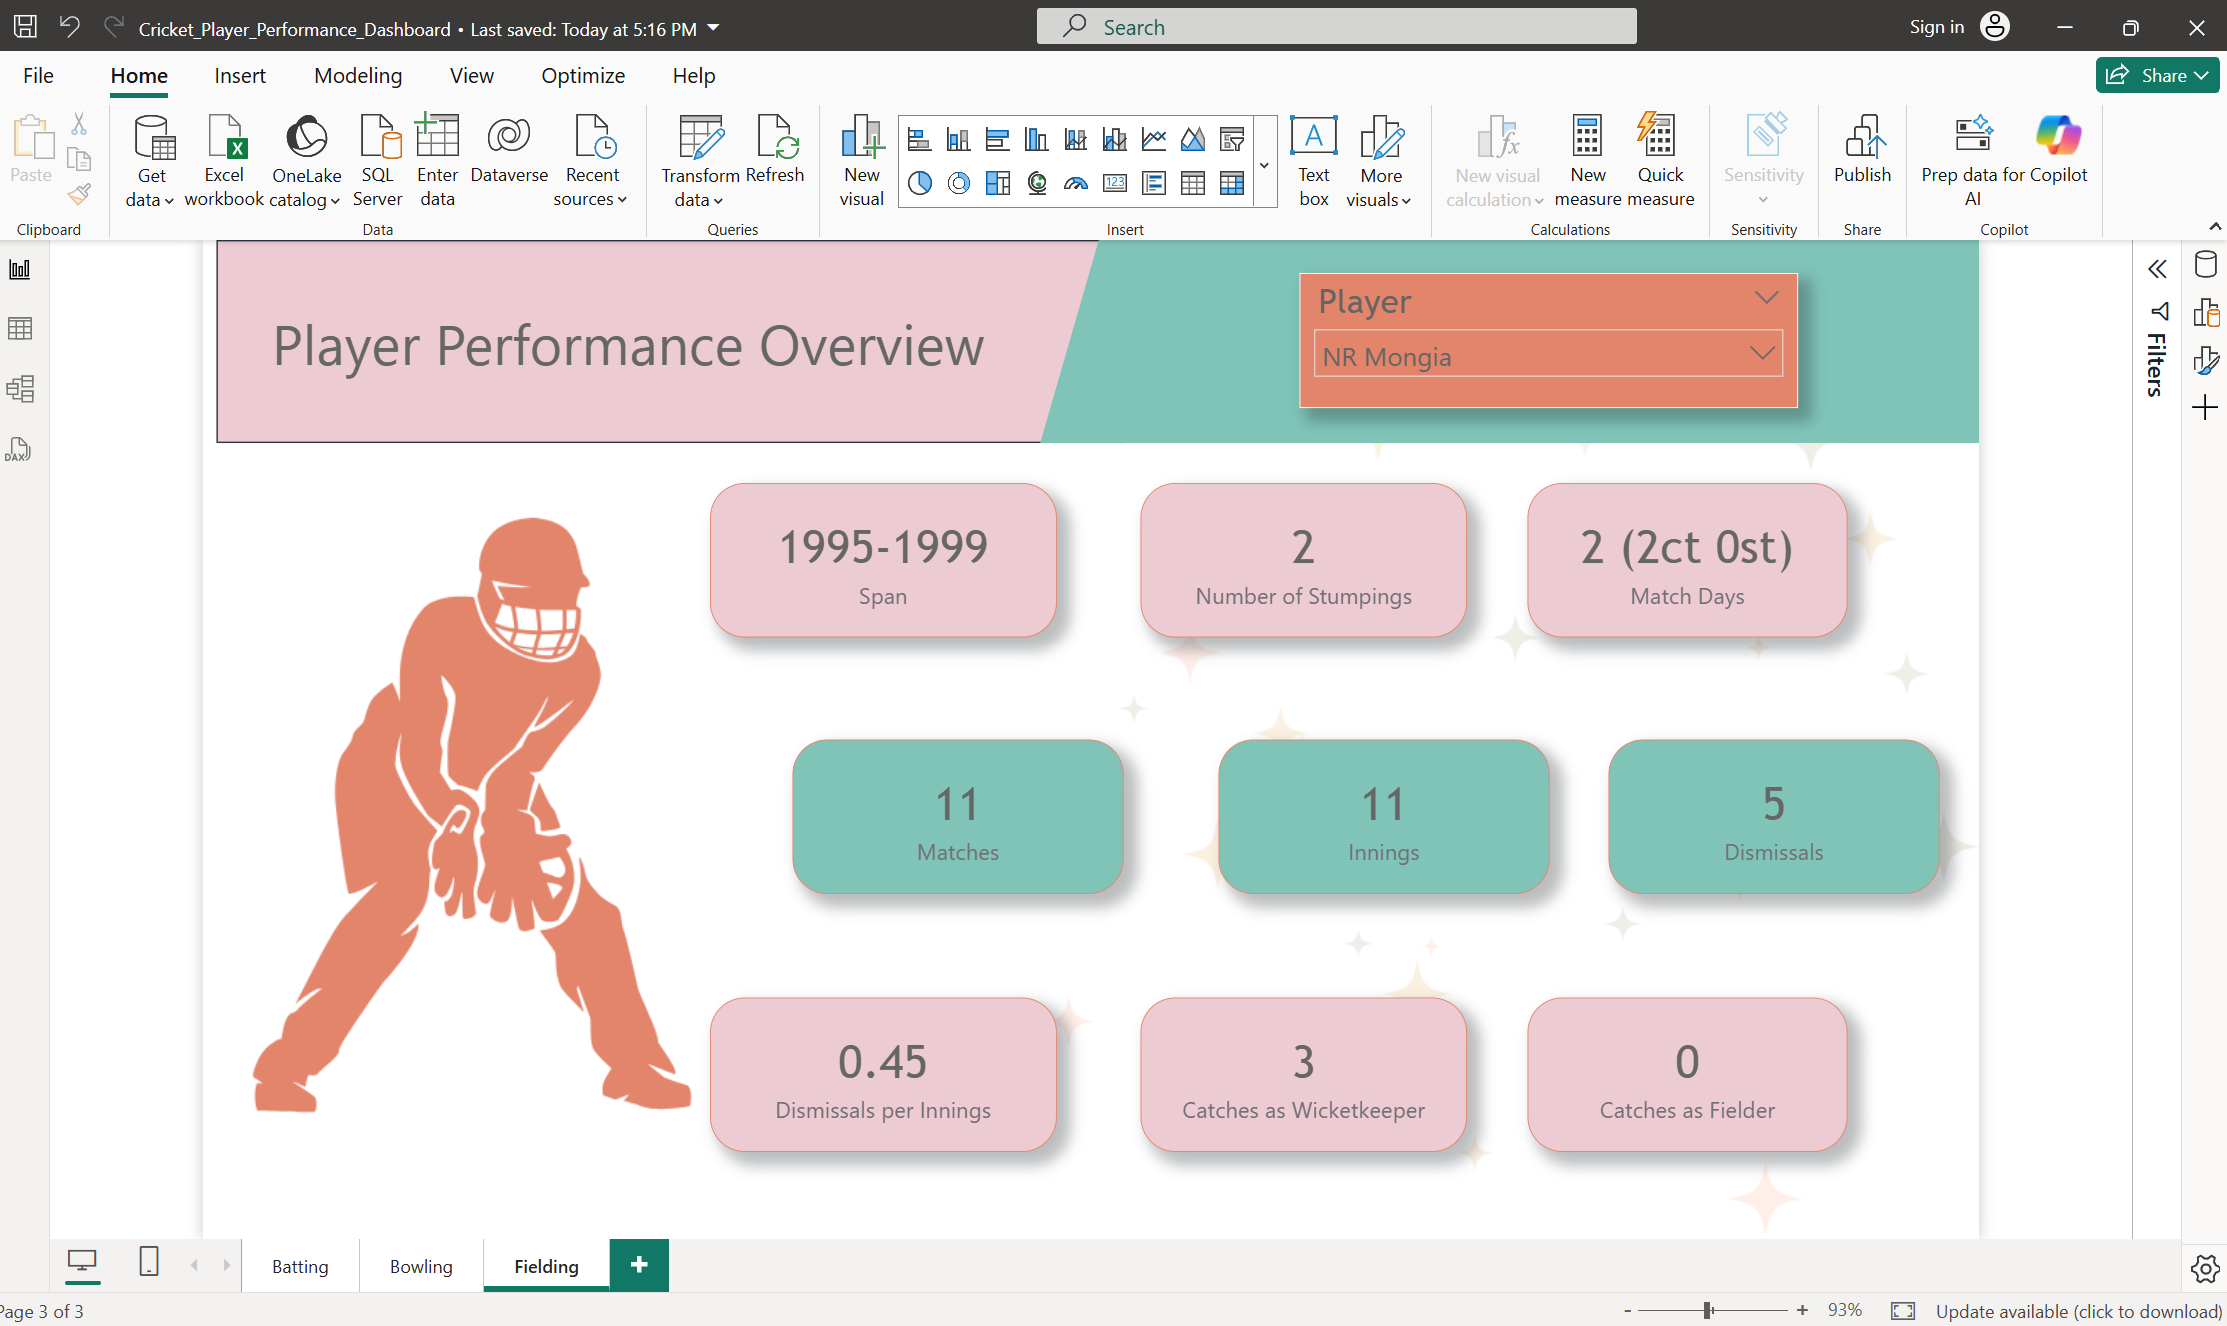 Cricket_Player_Performance_Dashboard • Last saved: Today at 5:16 PM
Search
Sign in
File
Home
Insert
Modeling
View
Optimize
Help
Share
Paste
Get data
Excel workbook
OneLake catalog
SQL Server
Enter data
Dataverse
Recent sources
Transform data
Refresh
New visual
123
A
Text box
More visuals
fx
New visual calculation
New measure
Quick measure
Sensitivity
Publish
Prep data for AI
Copilot
Clipboard
Data
Queries
Insert
Calculations
Sensitivity
Share
Copilot
DAX
Player Performance Overview
Player
NR Mongia
Filters
1995-1999
Span
2
Number of Stumpings
2 (2ct 0st)
Match Days
11
Matches
11
Innings
5
Dismissals
0.45
Dismissals per Innings
3
Catches as Wicketkeeper
0
Catches as Fielder
Batting
Bowling
Fielding
+
Page 3 of 3
- + 93%
Update available (click to download)